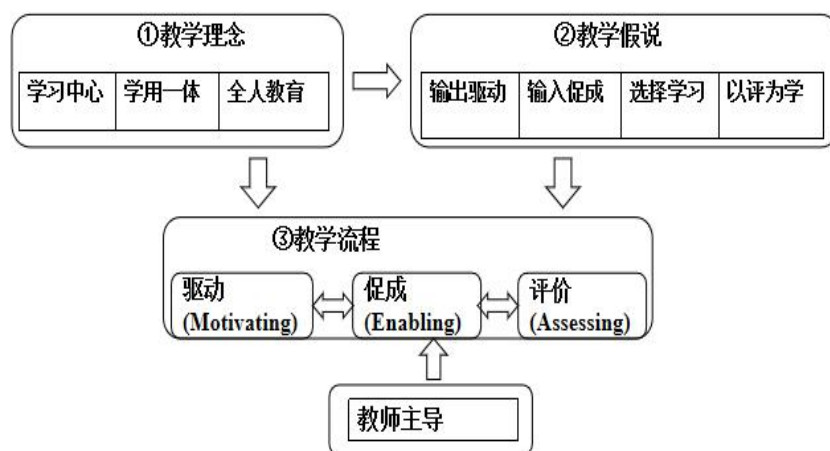 ①教学理念
学习中心 学用一体 全人教育
②教学假说
输出驱动 输入促成 选择学习 以评为学
③教学流程
驱动
(Motivating)
促成
(Enabling)
评价
(Assessing)
教师主导